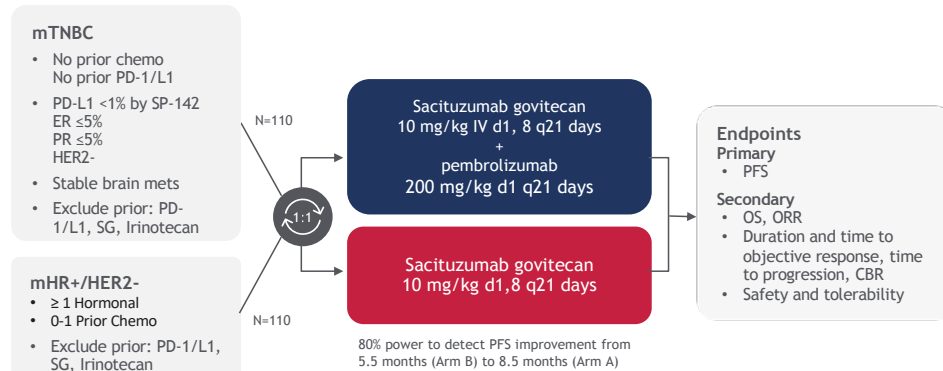 mTNBC
• No prior chemo
No prior PD-1/L1
• PD-L1 <1% by SP-142
ER ≤5%
PR ≤5%
HER2-
• Stable brain mets
• Exclude prior: PD-
1/L1, SG, Irinotecan
mHR+/HER2-
• ≥ 1 Hormonal
• 0-1 Prior Chemo
• Exclude prior: PD-1/L1,
SG, Irinotecan
N=110
N=110
1:1
Sacituzumab govitecan
10 mg/kg IV d1, 8 q21 days
+
pembrolizumab
200 mg/kg d1 q21 days
Sacituzumab govitecan
10 mg/kg d1,8 q21 days
80% power to detect PFS improvement from
5.5 months (Arm B) to 8.5 months (Arm A)
Endpoints
Primary
• PFS
Secondary
• OS, ORR
• Duration and time to
objective response, time
to progression, CBR
• Safety and tolerability